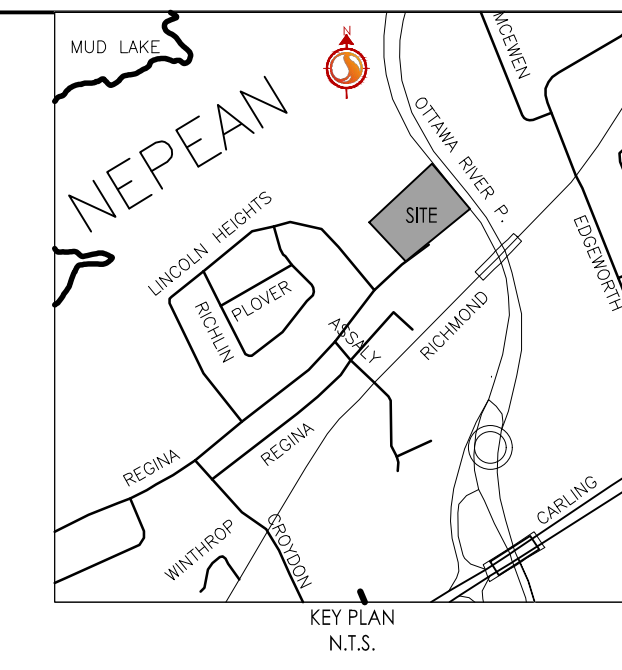 MUD LAKE
N
MCEWEN
NEPEAN
OTTAWA RIVER P.
SITE
LINCOLN HEIGHTS
EDGEWORTH
PLOVER
RICHLIN
ASSALY
RICHMOND
REGINA
REGINA
CARLING
WINTHROP
CROYDON
KEY PLAN
N.T.S.